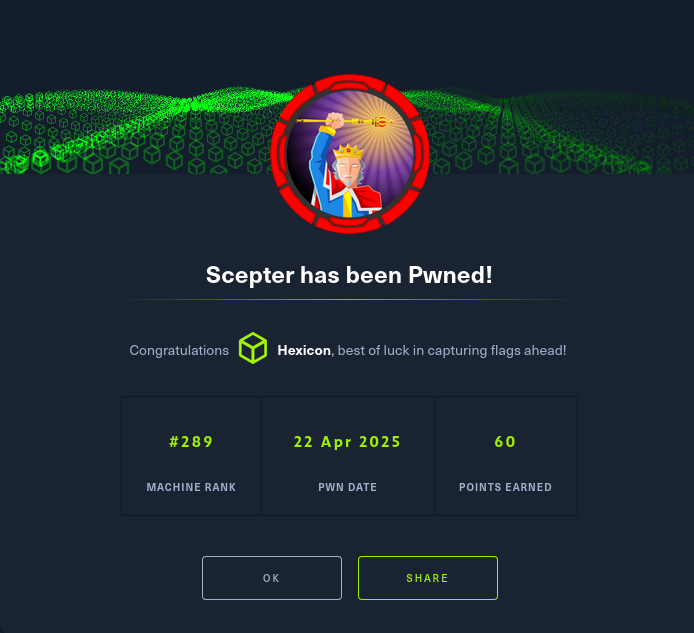 Scepter has been Pwned!
Congratulations Hexicon, best of luck in capturing flags ahead!
#289 22 Apr 2025 60
MACHINE RANK PWN DATE POINTS EARNED
OK SHARE